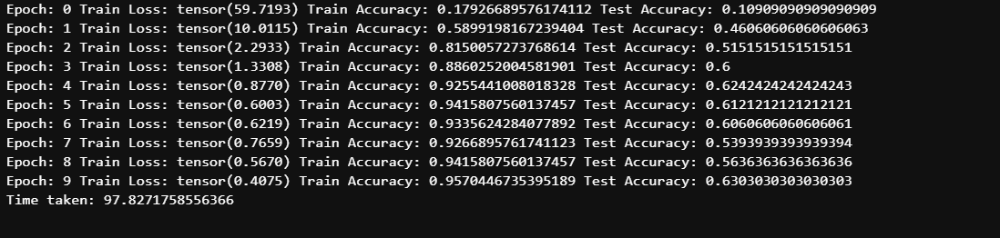 Epoch: 0 Train Loss: tensor(59.7193) Train Accuracy: 0.17926689576174112 Test Accuracy: 0.10909090909090909
Epoch: 1 Train Loss: tensor(10.0115) Train Accuracy: 0.5899198167239404 Test Accuracy: 0.46060606060606063
Epoch: 2 Train Loss: tensor(2.2933) Train Accuracy: 0.8150057273768614 Test Accuracy: 0.5151515151515151
Epoch: 3 Train Loss: tensor(1.3308) Train Accuracy: 0.8860252004581901 Test Accuracy: 0.6
Epoch: 4 Train Loss: tensor(0.8770) Train Accuracy: 0.9255441008018328 Test Accuracy: 0.6242424242424243
Epoch: 5 Train Loss: tensor(0.6003) Train Accuracy: 0.9415807560137457 Test Accuracy: 0.6121212121212121
Epoch: 6 Train Loss: tensor(0.6219) Train Accuracy: 0.9335624284077892 Test Accuracy: 0.6060606060606061
Epoch: 7 Train Loss: tensor(0.7659) Train Accuracy: 0.9266895761741123 Test Accuracy: 0.5393939393939394
Epoch: 8 Train Loss: tensor(0.5670) Train Accuracy: 0.9415807560137457 Test Accuracy: 0.5636363636363636
Epoch: 9 Train Loss: tensor(0.4075) Train Accuracy: 0.9570446735395189 Test Accuracy: 0.6303030303030303
Time taken: 97.8271758556366